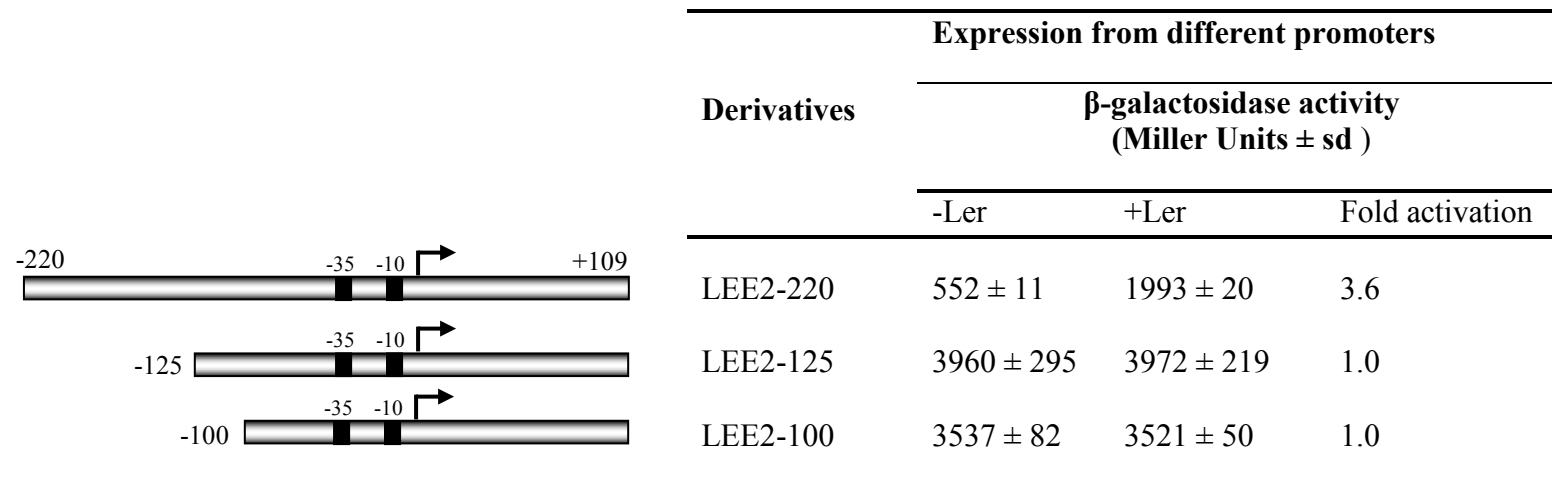 Expression from different promoters
Derivatives
β-galactosidase activity
(Miller Units ± sd )
-Ler +Ler Fold activation
-220 -35 -10 +109
LEE2-220 552 ± 11 1993 ± 20 3.6
-35 -10
-125
LEE2-125 3960 ± 295 3972 ± 219 1.0
-35 -10
-100
LEE2-100 3537 ± 82 3521 ± 50 1.0